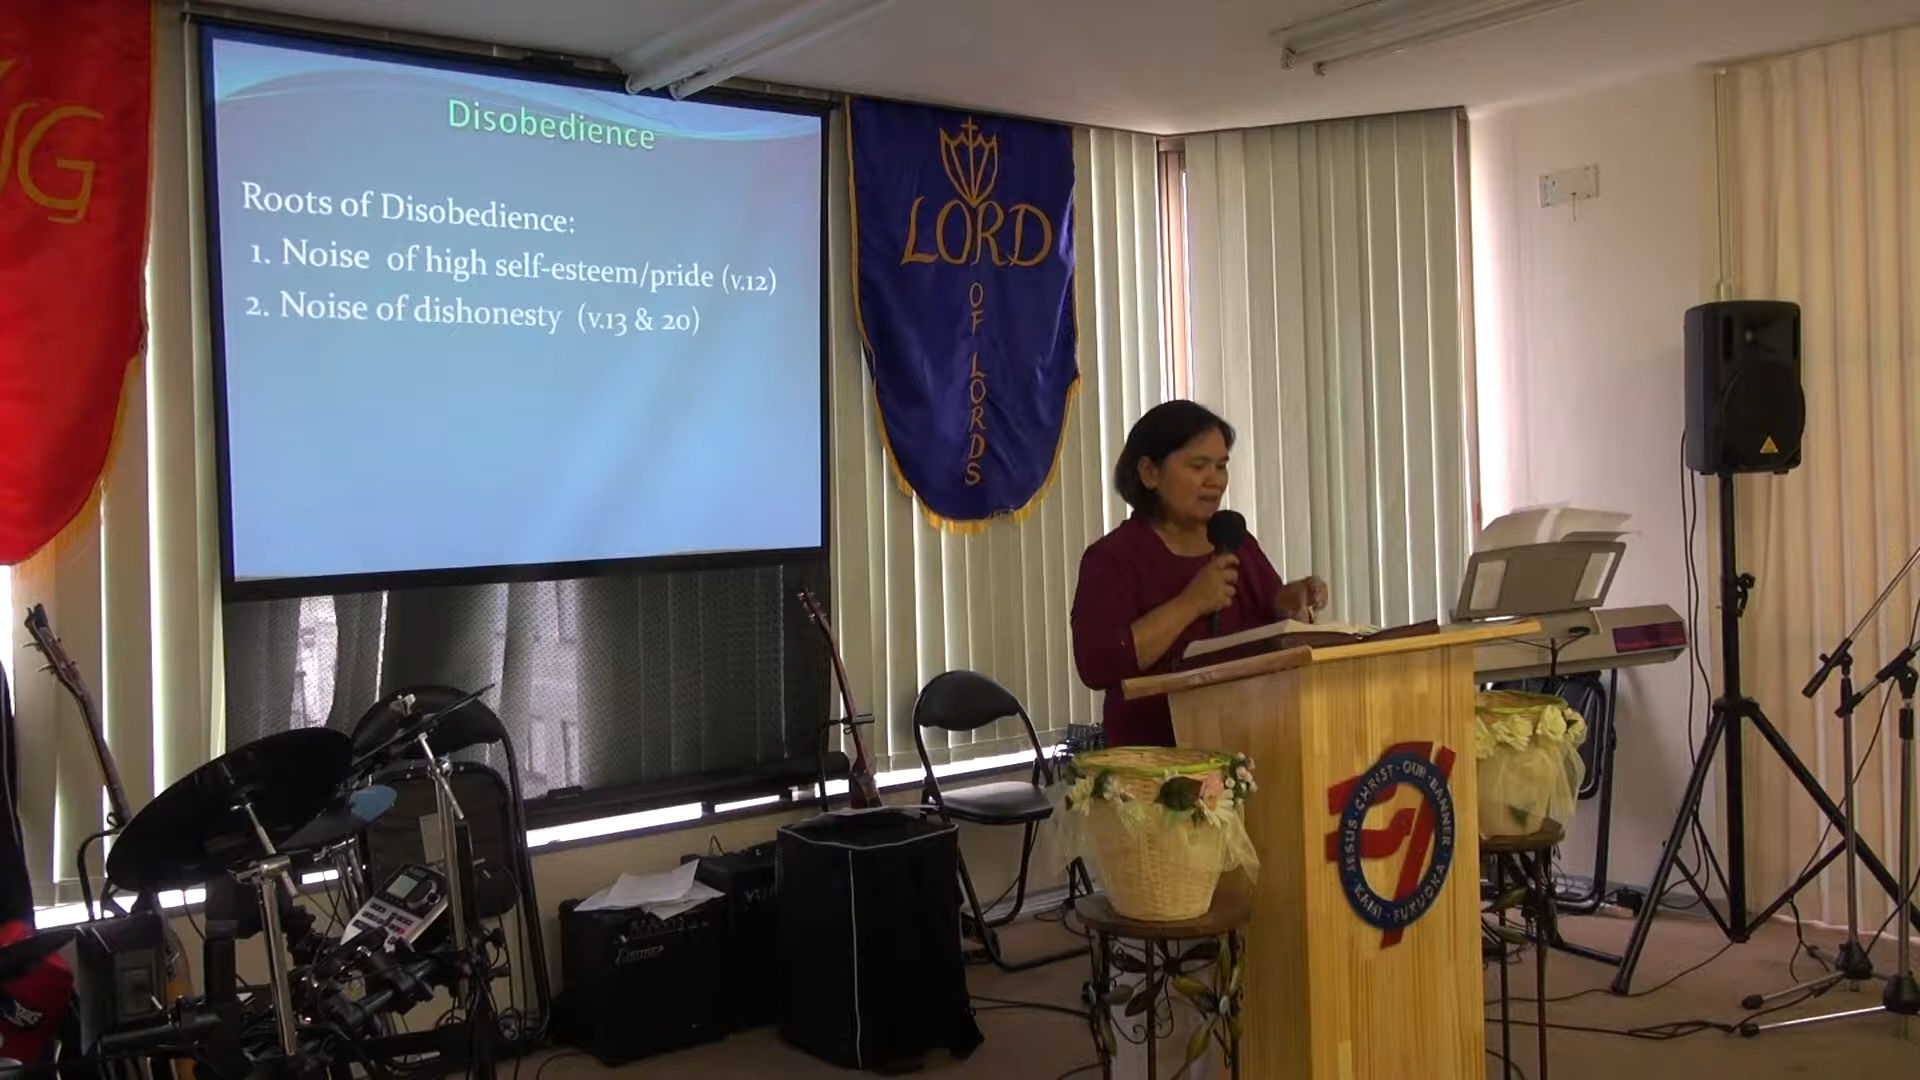 Disobedience
Roots of Disobedience:
1. Noise of high self-esteem/pride (v.12)
2. Noise of dishonesty (v.13 & 20)
LORD
OF
LORDS
JESUS · CHRIST · OUR · BANNER ·
FUKUOKA